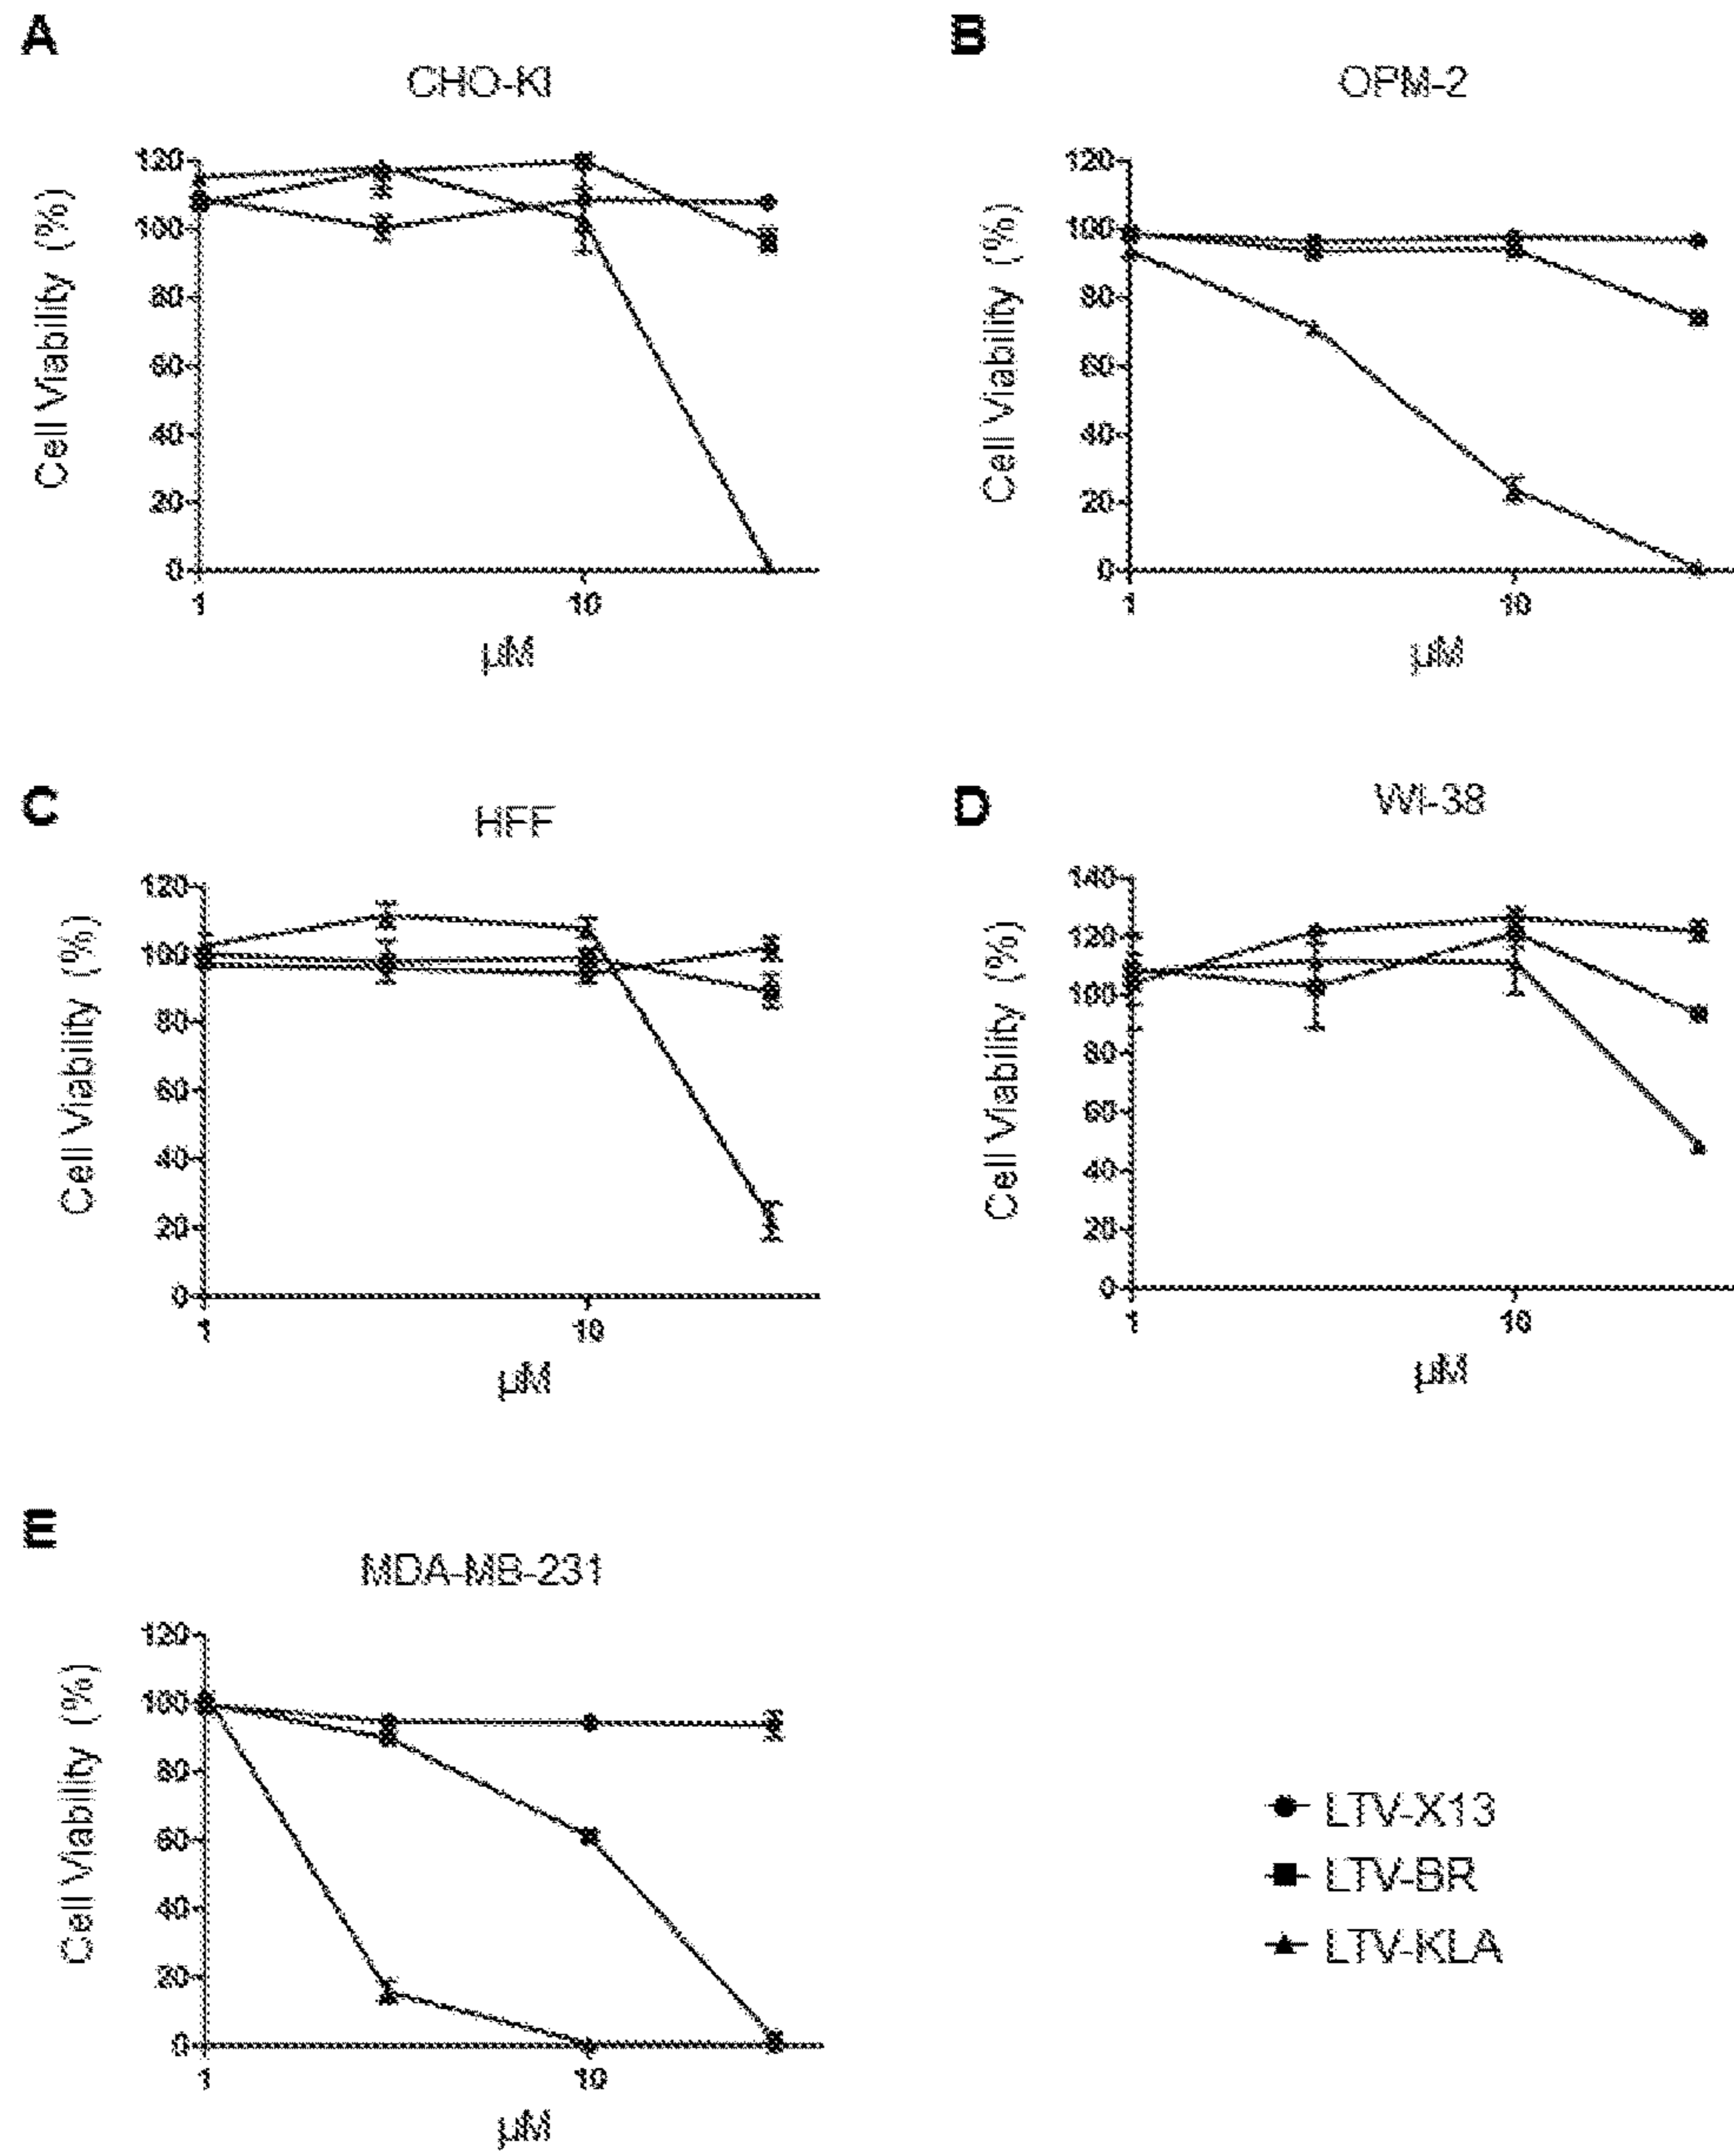 A
CHO-KI
Cell Viability (%)
120
100
80
60
40
20
0
1
10
µM
B
OPM-2
Cell Viability (%)
120
100
80
60
40
20
0
1
10
µM
C
HFF
Cell Viability (%)
120
100
80
60
40
20
0
1
10
µM
D
WI-38
Cell Viability (%)
140
120
100
80
60
40
20
0
1
10
µM
E
MDA-MB-231
Cell Viability (%)
120
100
80
60
40
20
0
1
10
µM
LTV-X13
LTV-BR
LTV-KLA